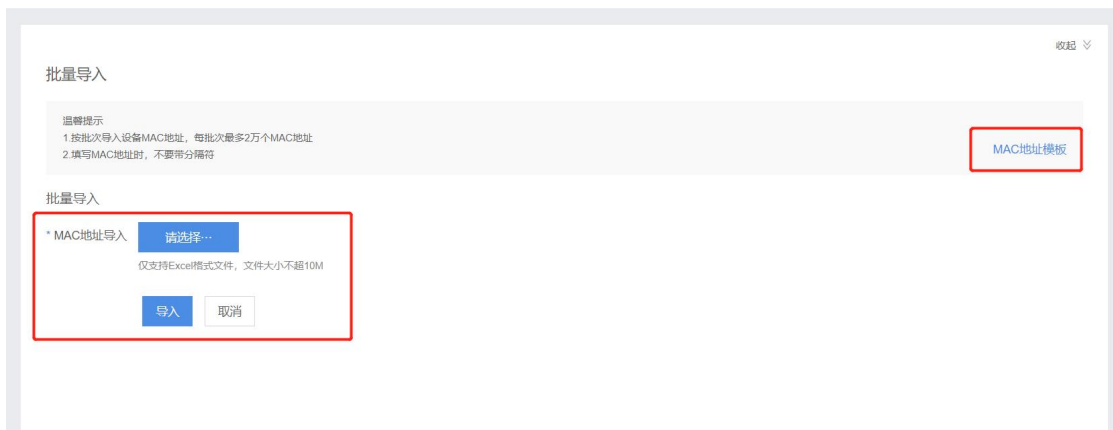 收起
批量导入
温馨提示
1.按批次导入设备MAC地址，每批次最多2万个MAC地址
2.填写MAC地址时，不要带分隔符
MAC地址模板
批量导入
* MAC地址导入 请选择…
仅支持Excel格式文件，文件大小不超10M
导入 取消